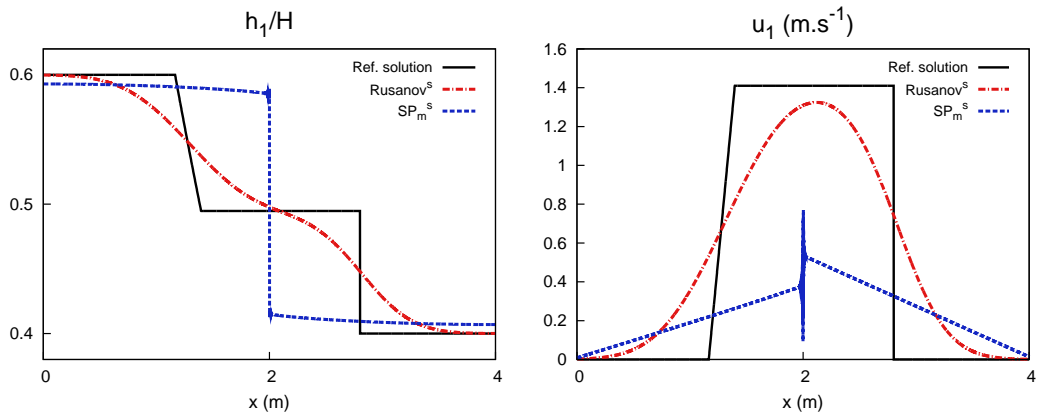 h₁/H
0.6
0.5
0.4
0
2
4
x (m)
Ref. solution
Rusanovˢ
SPₘˢ
u₁ (m.s⁻¹)
1.6
1.4
1.2
1
0.8
0.6
0.4
0.2
0
0
2
4
x (m)
Ref. solution
Rusanovˢ
SPₘˢ